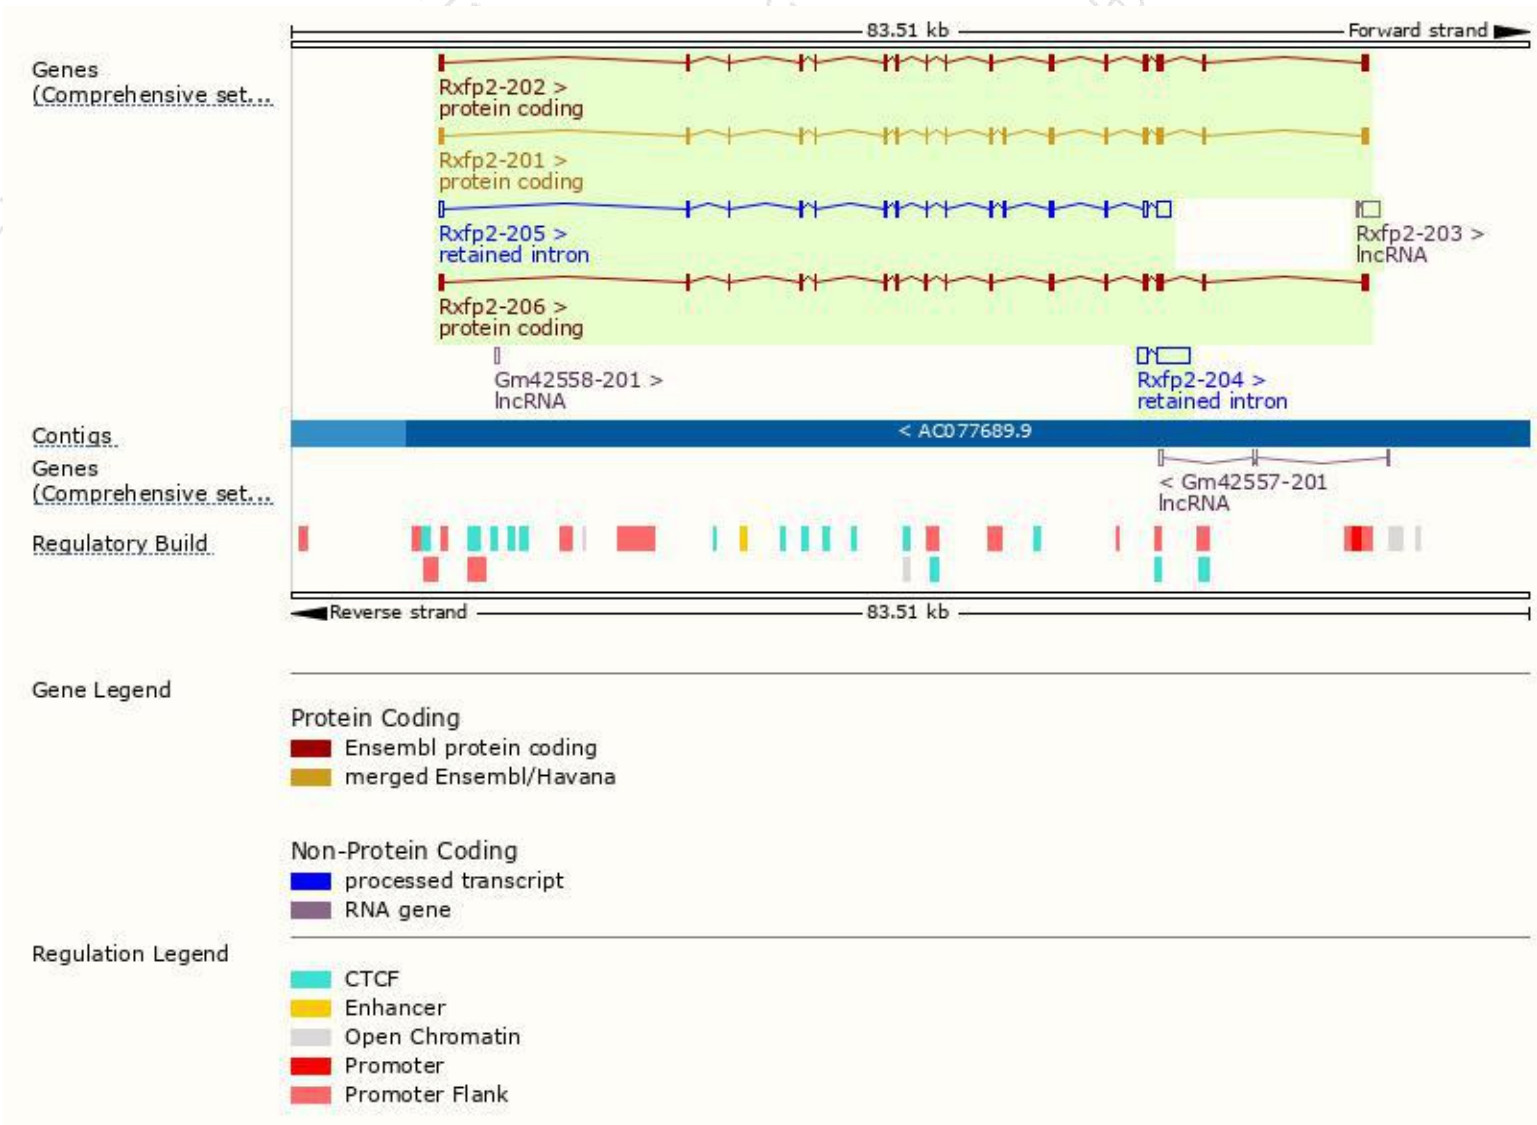 83.51 kb
Forward strand
Genes
(Comprehensive set...
Rxfp2-202 >
protein coding
Rxfp2-201 >
protein coding
Rxfp2-205 >
retained intron
Rxfp2-203 >
lncRNA
Rxfp2-206 >
protein coding
Gm42558-201 >
lncRNA
Rxfp2-204 >
retained intron
Contigs
< AC077689.9
Genes
(Comprehensive set...
< Gm42557-201
lncRNA
Regulatory Build
Reverse strand
83.51 kb
Gene Legend
Protein Coding
Ensembl protein coding
merged Ensembl/Havana
Non-Protein Coding
processed transcript
RNA gene
Regulation Legend
CTCF
Enhancer
Open Chromatin
Promoter
Promoter Flank